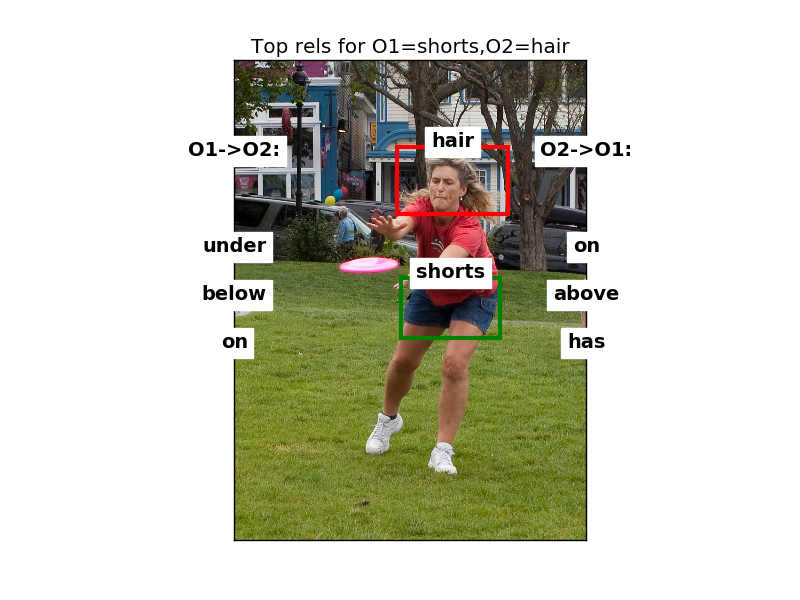 Top rels for O1=shorts,O2=hair
hair
O1->O2:
O2->O1:
under
on
shorts
below
above
on
has